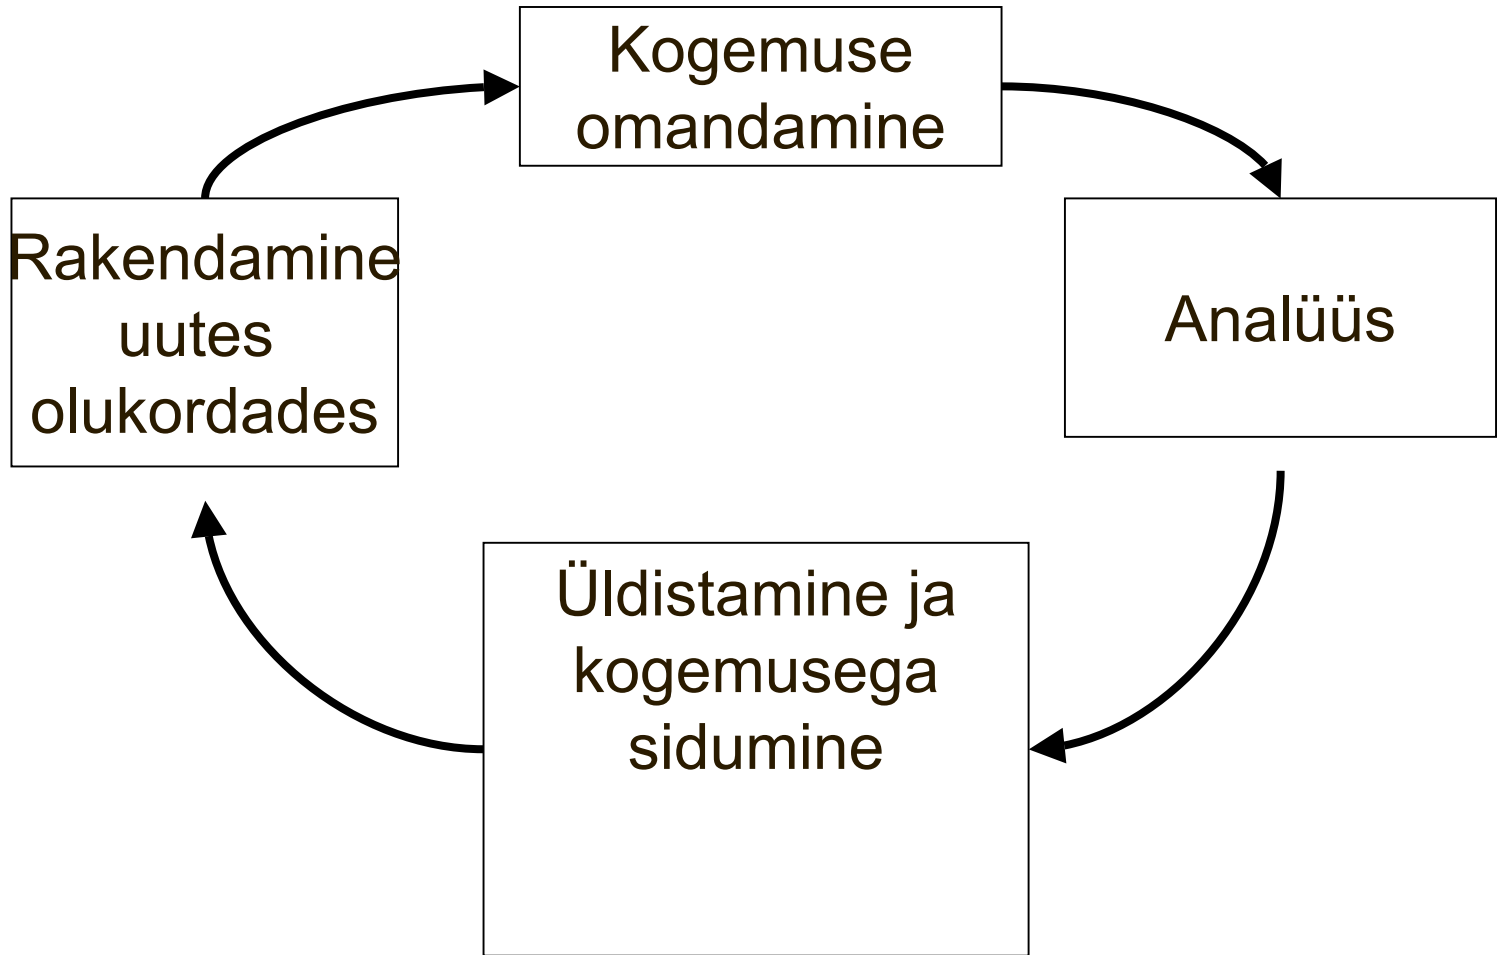 Kogemuse
omandamine
Rakendamine
uutes
olukordades
Analüüs
Üldistamine ja
kogemusega
sidumine